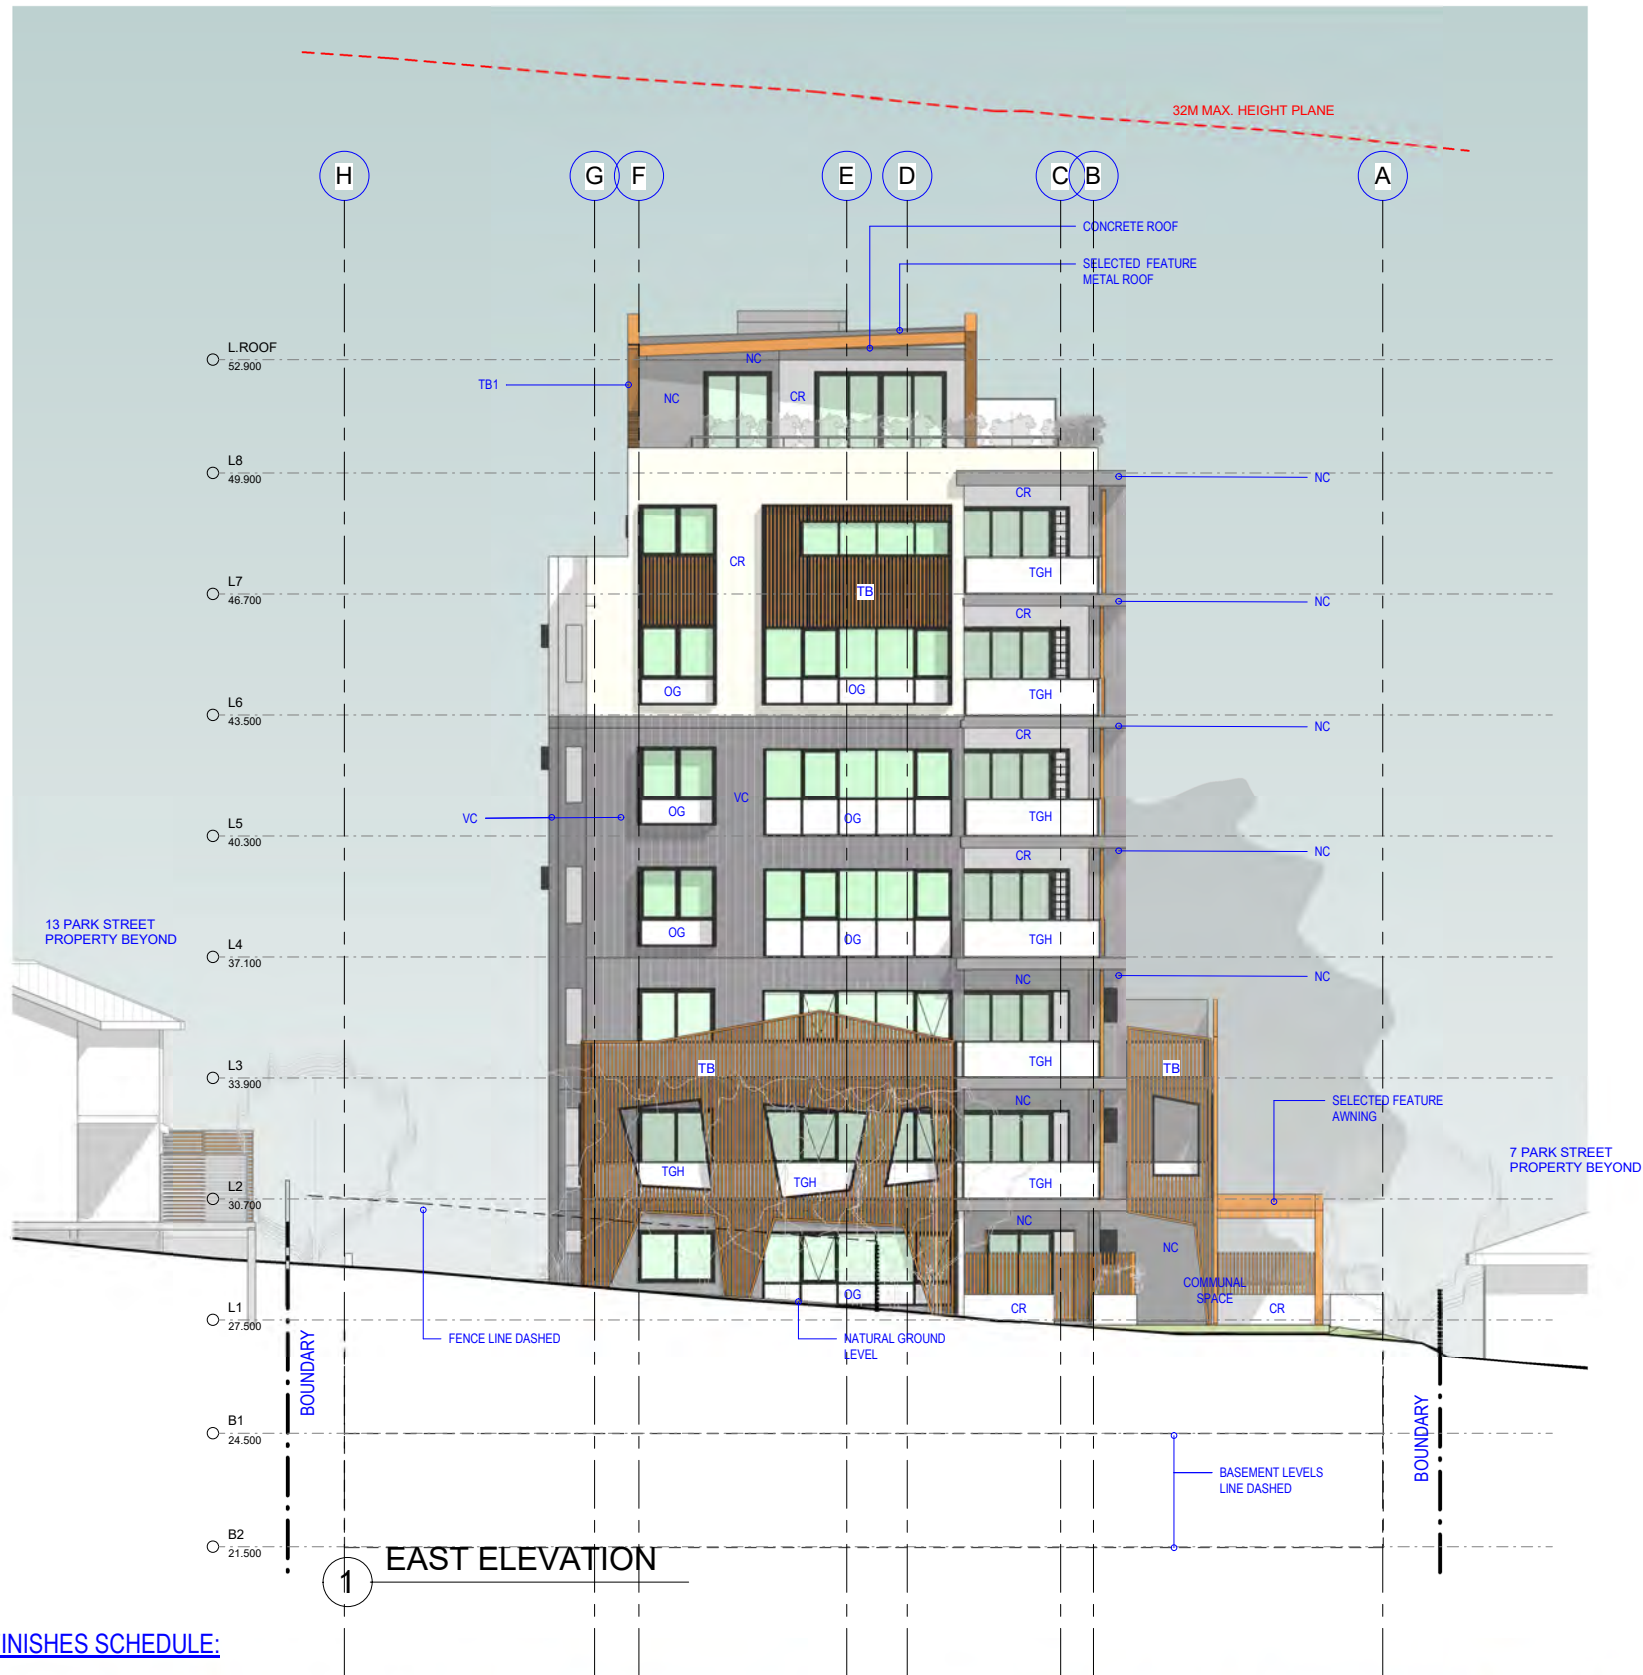 32M MAX. HEIGHT PLANE
H
G
F
E
D
C
B
A
CONCRETE ROOF
SELECTED FEATURE
METAL ROOF
L.ROOF
52.900
NC
TB1
NC
CR
L8
49.900
NC
CR
CR
TGH
L7
46.700
TB
NC
CR
OG
OG
TGH
L6
43.500
NC
CR
VC
VC
OG
OG
TGH
L5
40.300
NC
CR
13 PARK STREET
PROPERTY BEYOND
OG
OG
TGH
L4
37.100
NC
NC
TGH
L3
33.900
TB
TB
NC
SELECTED FEATURE
AWNING
7 PARK STREET
PROPERTY BEYOND
TGH
TGH
TGH
L2
30.700
NC
NC
COMMUNAL
SPACE
OG
CR
CR
L1
27.500
FENCE LINE DASHED
NATURAL GROUND
LEVEL
BOUNDARY
BOUNDARY
B1
24.500
BASEMENT LEVELS
LINE DASHED
B2
21.500
1
EAST ELEVATION
INISHES SCHEDULE: